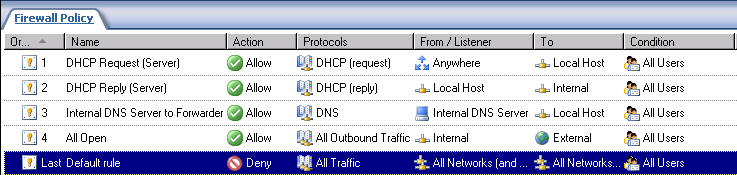 Firewall Policy
Or... Name Action Protocols From / Listener To Condition
1 DHCP Request (Server) Allow DHCP (request) Anywhere Local Host All Users
2 DHCP Reply (Server) Allow DHCP (reply) Local Host Internal All Users
3 Internal DNS Server to Forwarder Allow DNS Internal DNS Server Local Host All Users
4 All Open Allow All Outbound Traffic Internal External All Users
Last Default rule Deny All Traffic All Networks (and ... All Networks... All Users